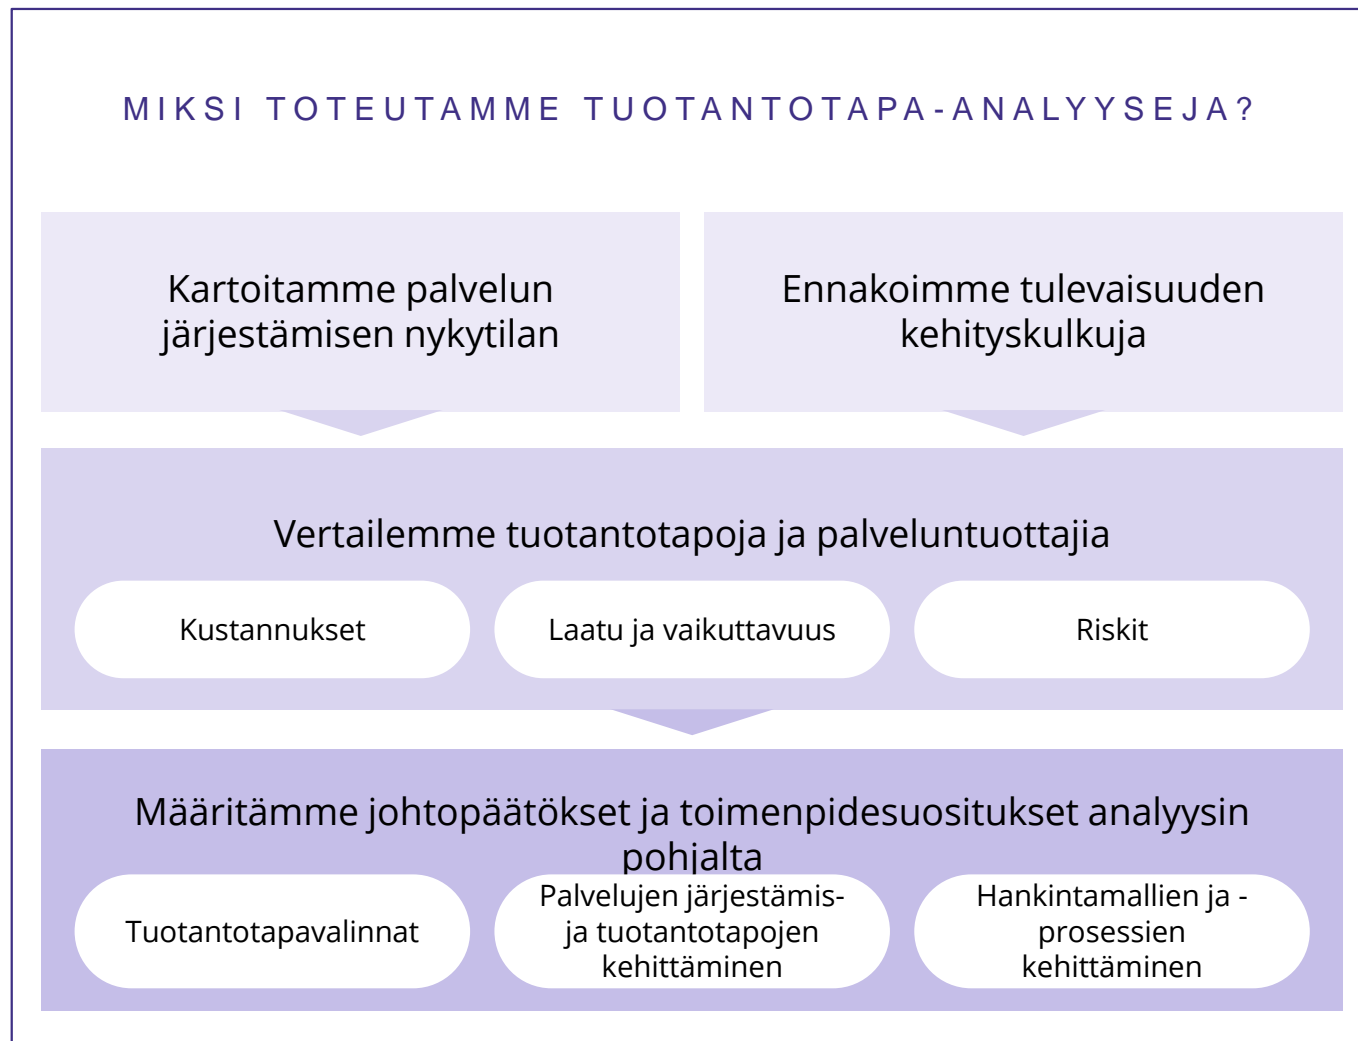 MIKSI TOTEUTAMME TUOTANTOTAPA-ANALYYSEJA?
Kartoitamme palvelun
järjestämisen nykytilan
Ennakoimme tulevaisuuden
kehityskulkuja
Vertailemme tuotantotapoja ja palveluntuottajia
Kustannukset
Laatu ja vaikuttavuus
Riskit
Määritämme johtopäätökset ja toimenpidesuositukset analyysin
pohjalta
Tuotantotapavalinnat
Palvelujen järjestämis-
ja tuotantotapojen
kehittäminen
Hankintamallien ja -
prosessien
kehittäminen